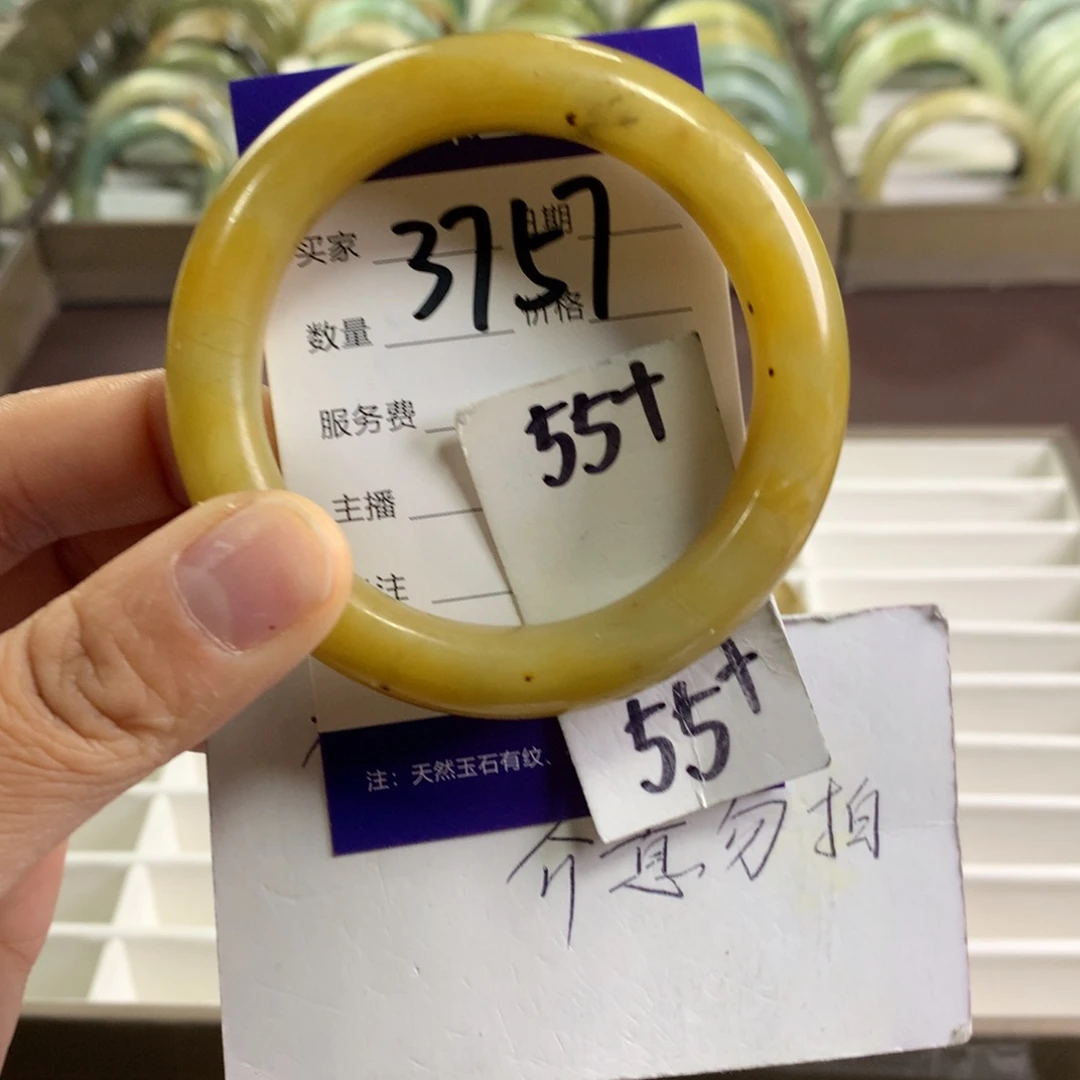 3757
买家 日期
数量 价格
服务费
55+
主播
注
55+
注：天然玉石有纹、
介意勿拍